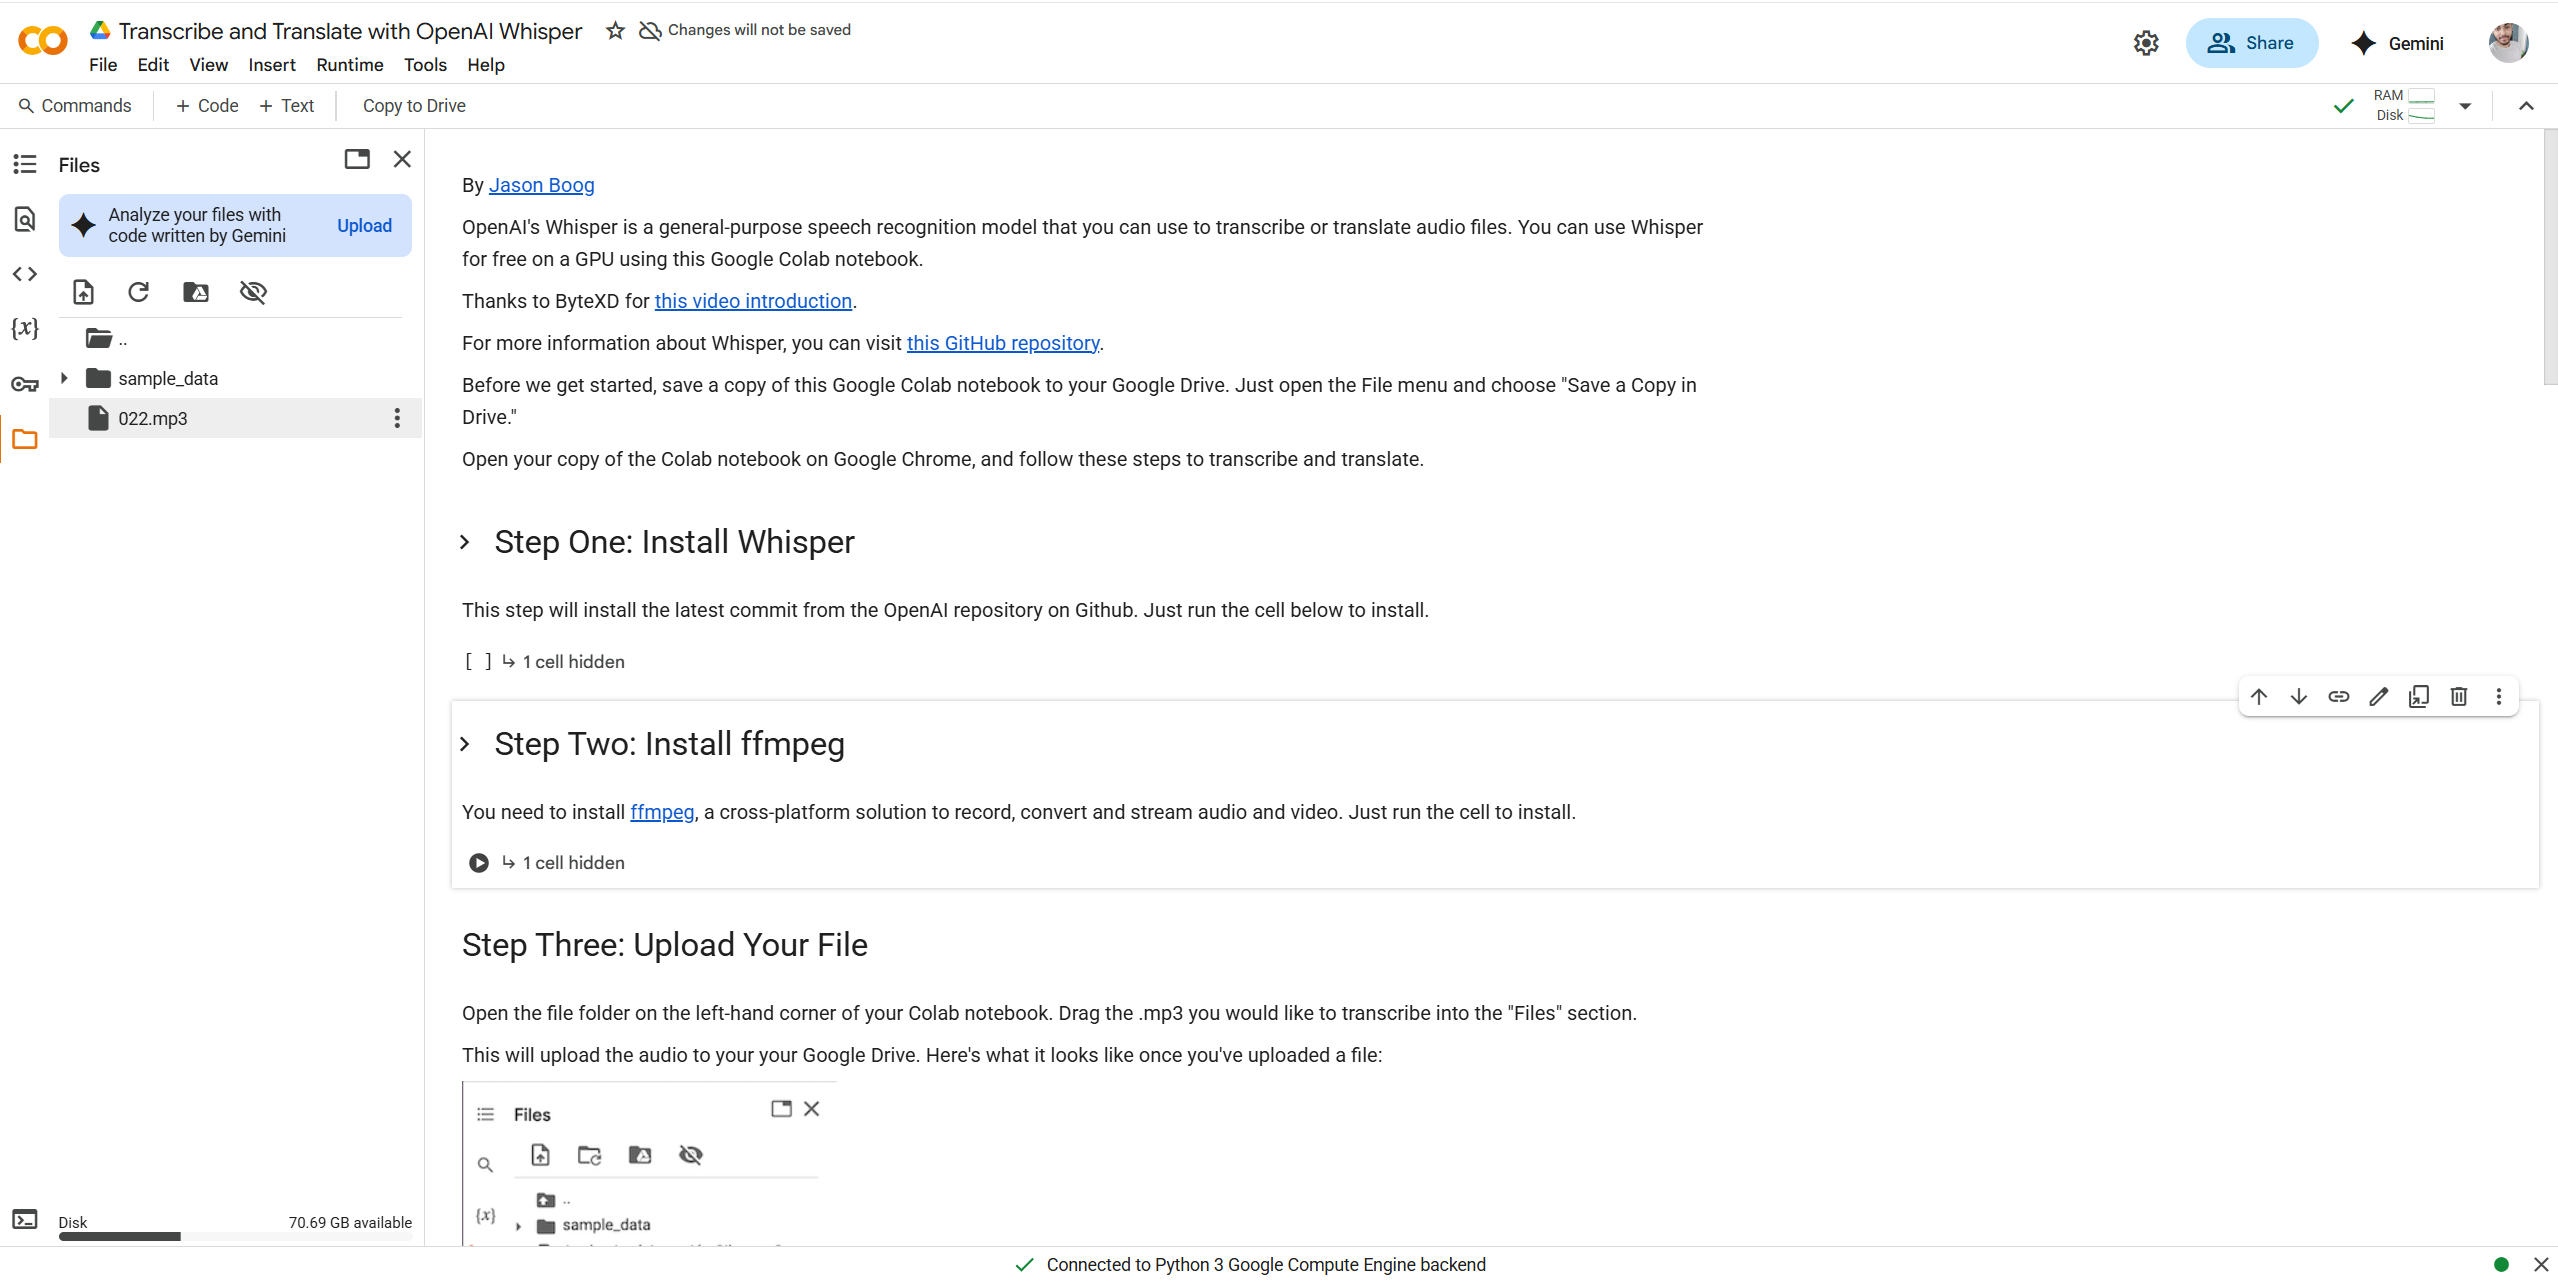 Transcribe and Translate with OpenAI Whisper
Changes will not be saved
File Edit View Insert Runtime Tools Help
Share
Gemini
Commands
+ Code
+ Text
Copy to Drive
RAM
Disk
Files
Analyze your files with
code written by Gemini
Upload
{x}
..
sample_data
022.mp3
Disk
70.69 GB available
By Jason Boog
OpenAI's Whisper is a general-purpose speech recognition model that you can use to transcribe or translate audio files. You can use Whisper
for free on a GPU using this Google Colab notebook.
Thanks to ByteXD for this video introduction.
For more information about Whisper, you can visit this GitHub repository.
Before we get started, save a copy of this Google Colab notebook to your Google Drive. Just open the File menu and choose "Save a Copy in
Drive."
Open your copy of the Colab notebook on Google Chrome, and follow these steps to transcribe and translate.
Step One: Install Whisper
This step will install the latest commit from the OpenAI repository on Github. Just run the cell below to install.
[ ] ↳ 1 cell hidden
Step Two: Install ffmpeg
You need to install ffmpeg, a cross-platform solution to record, convert and stream audio and video. Just run the cell to install.
↳ 1 cell hidden
Step Three: Upload Your File
Open the file folder on the left-hand corner of your Colab notebook. Drag the .mp3 you would like to transcribe into the "Files" section.
This will upload the audio to your your Google Drive. Here's what it looks like once you've uploaded a file:
Files
..
{x}
sample_data
Connected to Python 3 Google Compute Engine backend